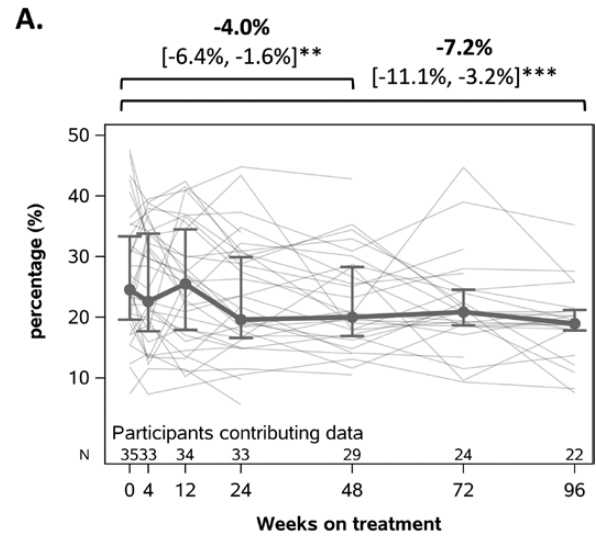 A.
-4.0%
[-6.4%, -1.6%]**
-7.2%
[-11.1%, -3.2%]***
percentage (%)
50
40
30
20
10
Participants contributing data
N 35 33 34 33 29 24 22
0 4 12 24 48 72 96
Weeks on treatment